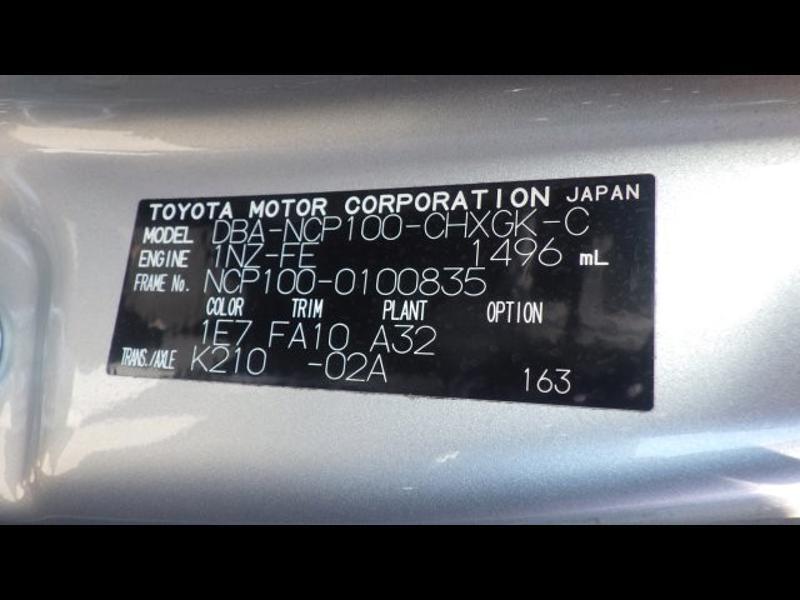 TOYOTA MOTOR CORPORATION JAPAN
MODEL DBA-NCP100-CHXGK-C
ENGINE 1NZ-FE 1496 mL
FRAME No. NCP100-0100835
COLOR TRIM PLANT OPTION
1E7 FA10 A32
TRANS./AXLE K210 -02A 163